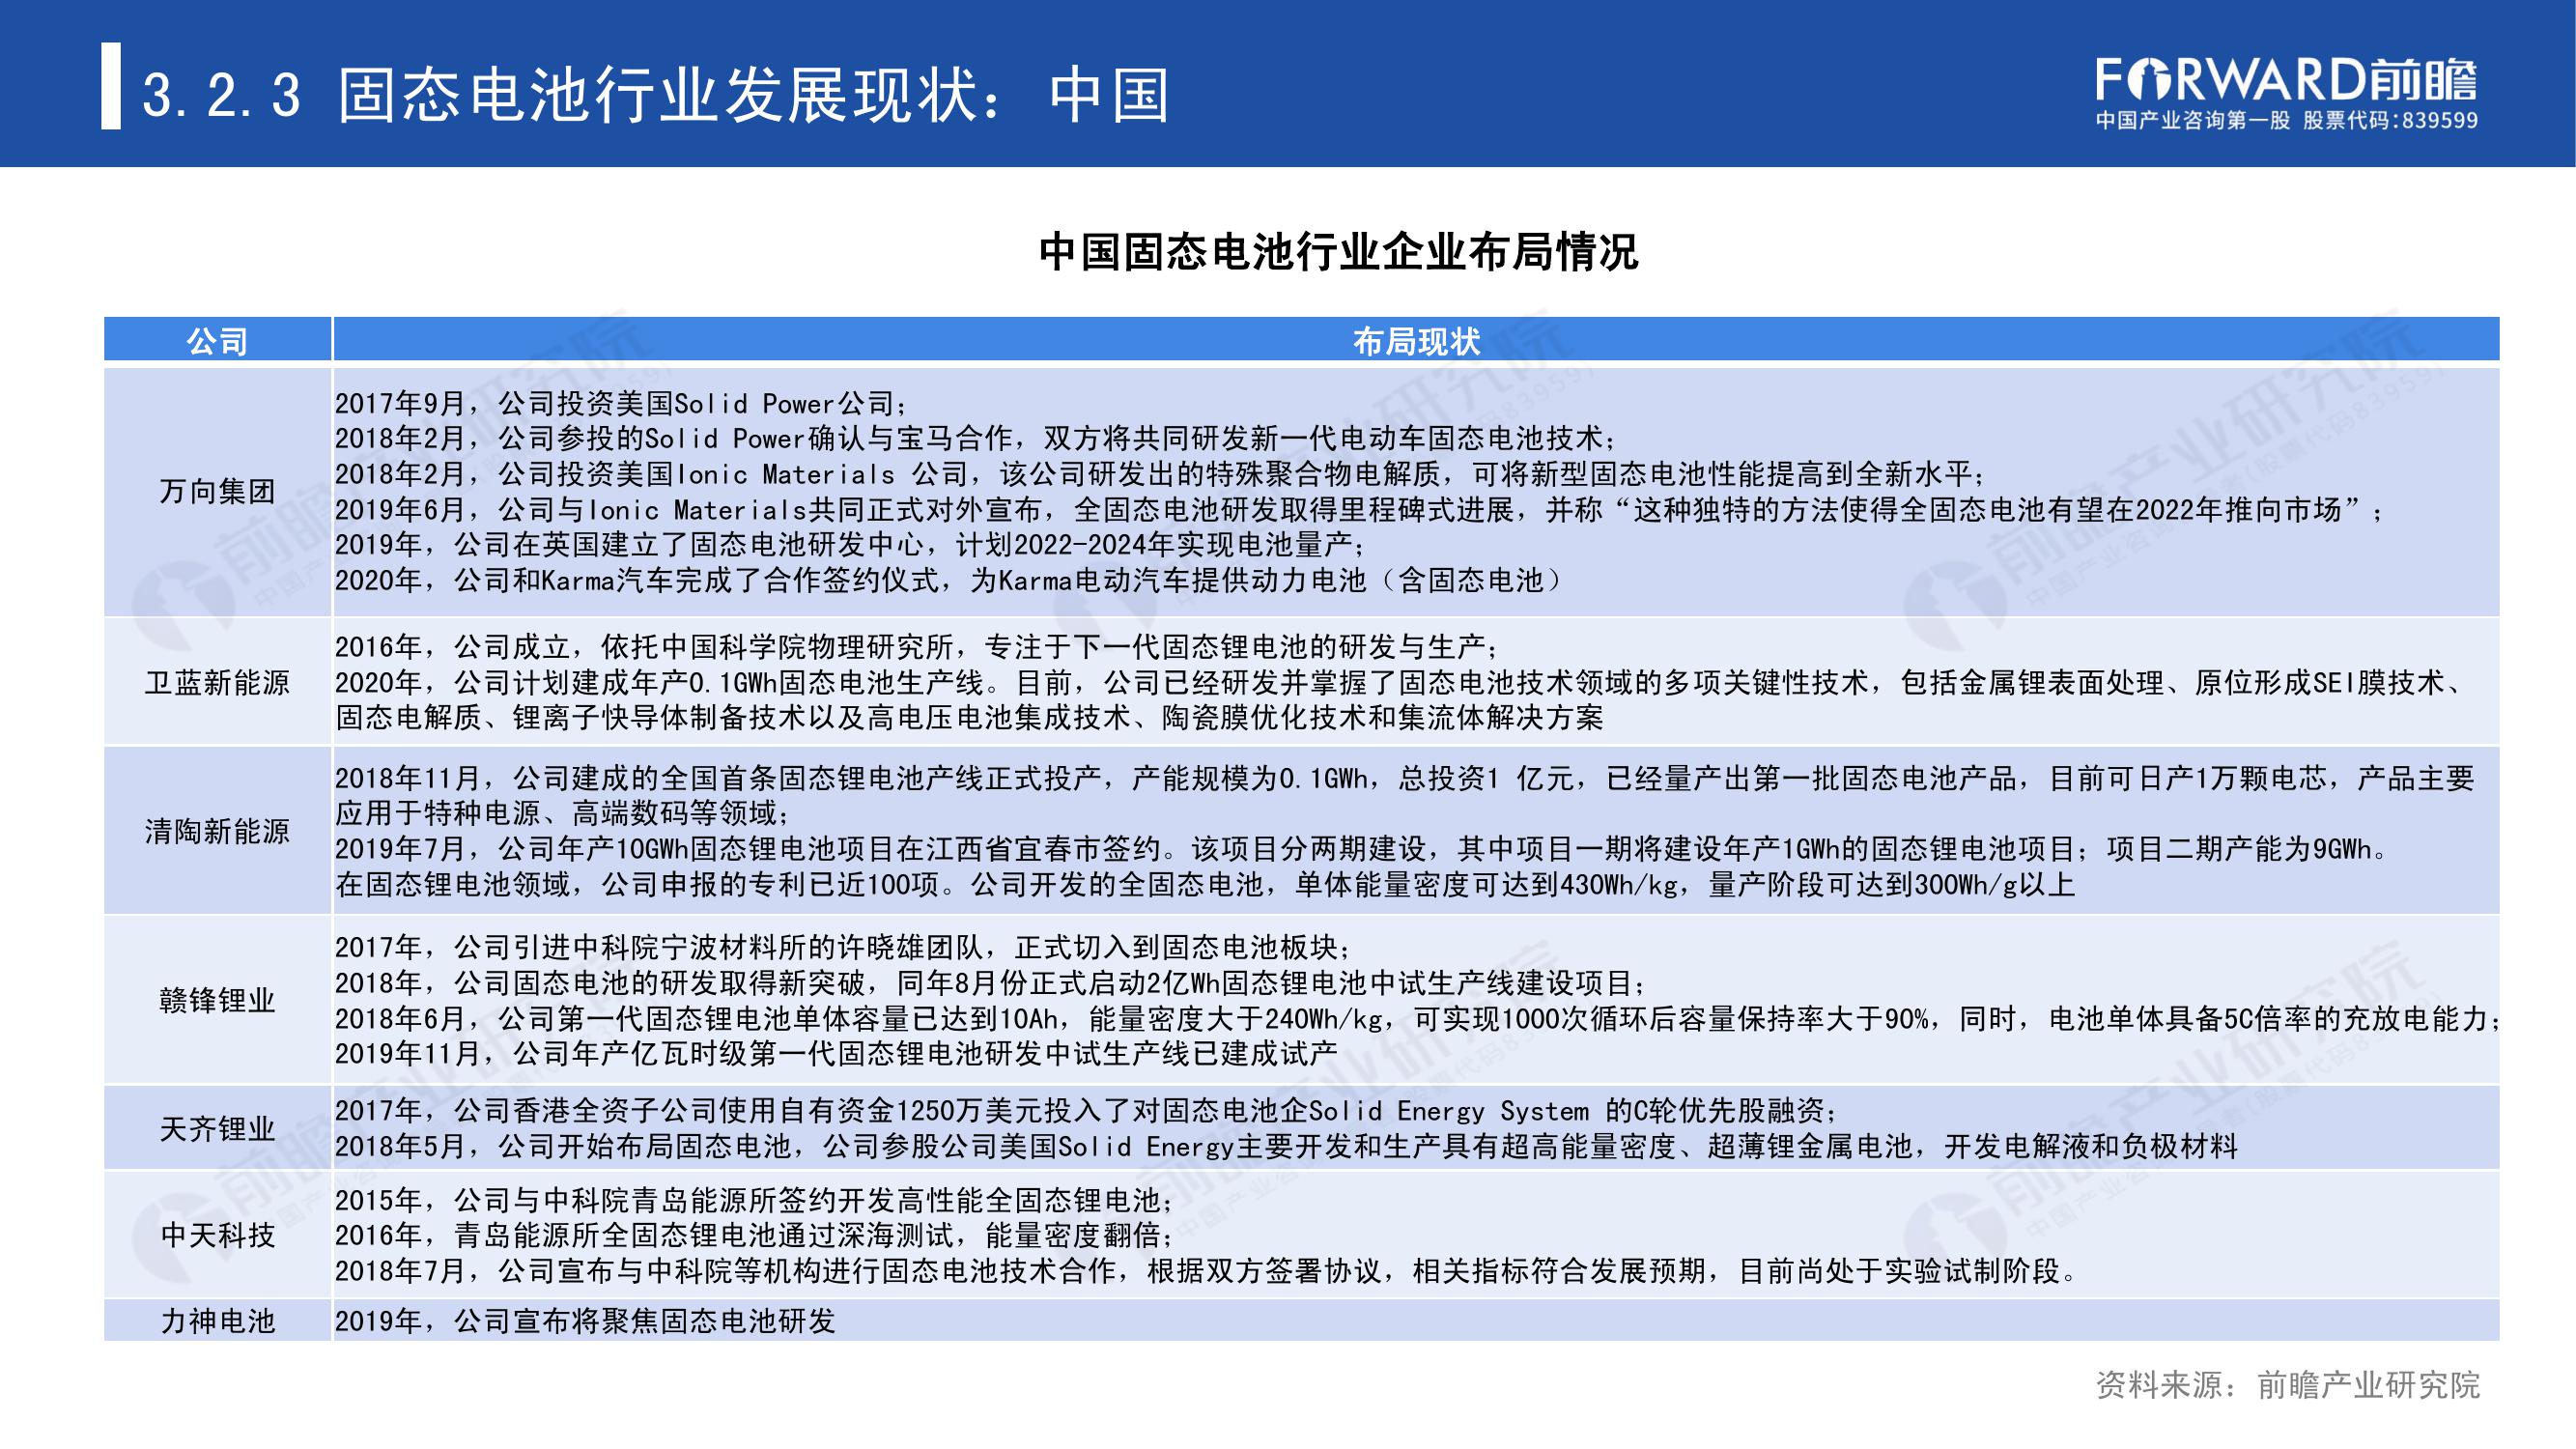 3.2.3 固态电池行业发展现状：中国
FORWARD前瞻
中国产业咨询第一股 股票代码:839599
中国固态电池行业企业布局情况
公司
布局现状
万向集团
2017年9月，公司投资美国Solid Power公司；
2018年2月，公司参投的Solid Power确认与宝马合作，双方将共同研发新一代电动车固态电池技术；
2018年2月，公司投资美国Ionic Materials 公司，该公司研发出的特殊聚合物电解质，可将新型固态电池性能提高到全新水平；
2019年6月，公司与Ionic Materials共同正式对外宣布，全固态电池研发取得里程碑式进展，并称“这种独特的方法使得全固态电池有望在2022年推向市场”；
2019年，公司在英国建立了固态电池研发中心，计划2022-2024年实现电池量产；
2020年，公司和Karma汽车完成了合作签约仪式，为Karma电动汽车提供动力电池（含固态电池）
卫蓝新能源
2016年，公司成立，依托中国科学院物理研究所，专注于下一代固态锂电池的研发与生产；
2020年，公司计划建成年产0.1GWh固态电池生产线。目前，公司已经研发并掌握了固态电池技术领域的多项关键性技术，包括金属锂表面处理、原位形成SEI膜技术、
固态电解质、锂离子快导体制备技术以及高电压电池集成技术、陶瓷膜优化技术和集流体解决方案
清陶新能源
2018年11月，公司建成的全国首条固态锂电池产线正式投产，产能规模为0.1GWh，总投资1 亿元，已经量产出第一批固态电池产品，目前可日产1万颗电芯，产品主要
应用于特种电源、高端数码等领域；
2019年7月，公司年产10GWh固态锂电池项目在江西省宜春市签约。该项目分两期建设，其中项目一期将建设年产1GWh的固态锂电池项目；项目二期产能为9GWh。
在固态锂电池领域，公司申报的专利已近100项。公司开发的全固态电池，单体能量密度可达到430Wh/kg，量产阶段可达到300Wh/g以上
赣锋锂业
2017年，公司引进中科院宁波材料所的许晓雄团队，正式切入到固态电池板块；
2018年，公司固态电池的研发取得新突破，同年8月份正式启动2亿Wh固态锂电池中试生产线建设项目；
2018年6月，公司第一代固态锂电池单体容量已达到10Ah，能量密度大于240Wh/kg，可实现1000次循环后容量保持率大于90%，同时，电池单体具备5C倍率的充放电能力；
2019年11月，公司年产亿瓦时级第一代固态锂电池研发中试生产线已建成试产
天齐锂业
2017年，公司香港全资子公司使用自有资金1250万美元投入了对固态电池企Solid Energy System 的C轮优先股融资；
2018年5月，公司开始布局固态电池，公司参股公司美国Solid Energy主要开发和生产具有超高能量密度、超薄锂金属电池，开发电解液和负极材料
中天科技
2015年，公司与中科院青岛能源所签约开发高性能全固态锂电池；
2016年，青岛能源所全固态锂电池通过深海测试，能量密度翻倍；
2018年7月，公司宣布与中科院等机构进行固态电池技术合作，根据双方签署协议，相关指标符合发展预期，目前尚处于实验试制阶段。
力神电池
2019年，公司宣布将聚焦固态电池研发
资料来源：前瞻产业研究院